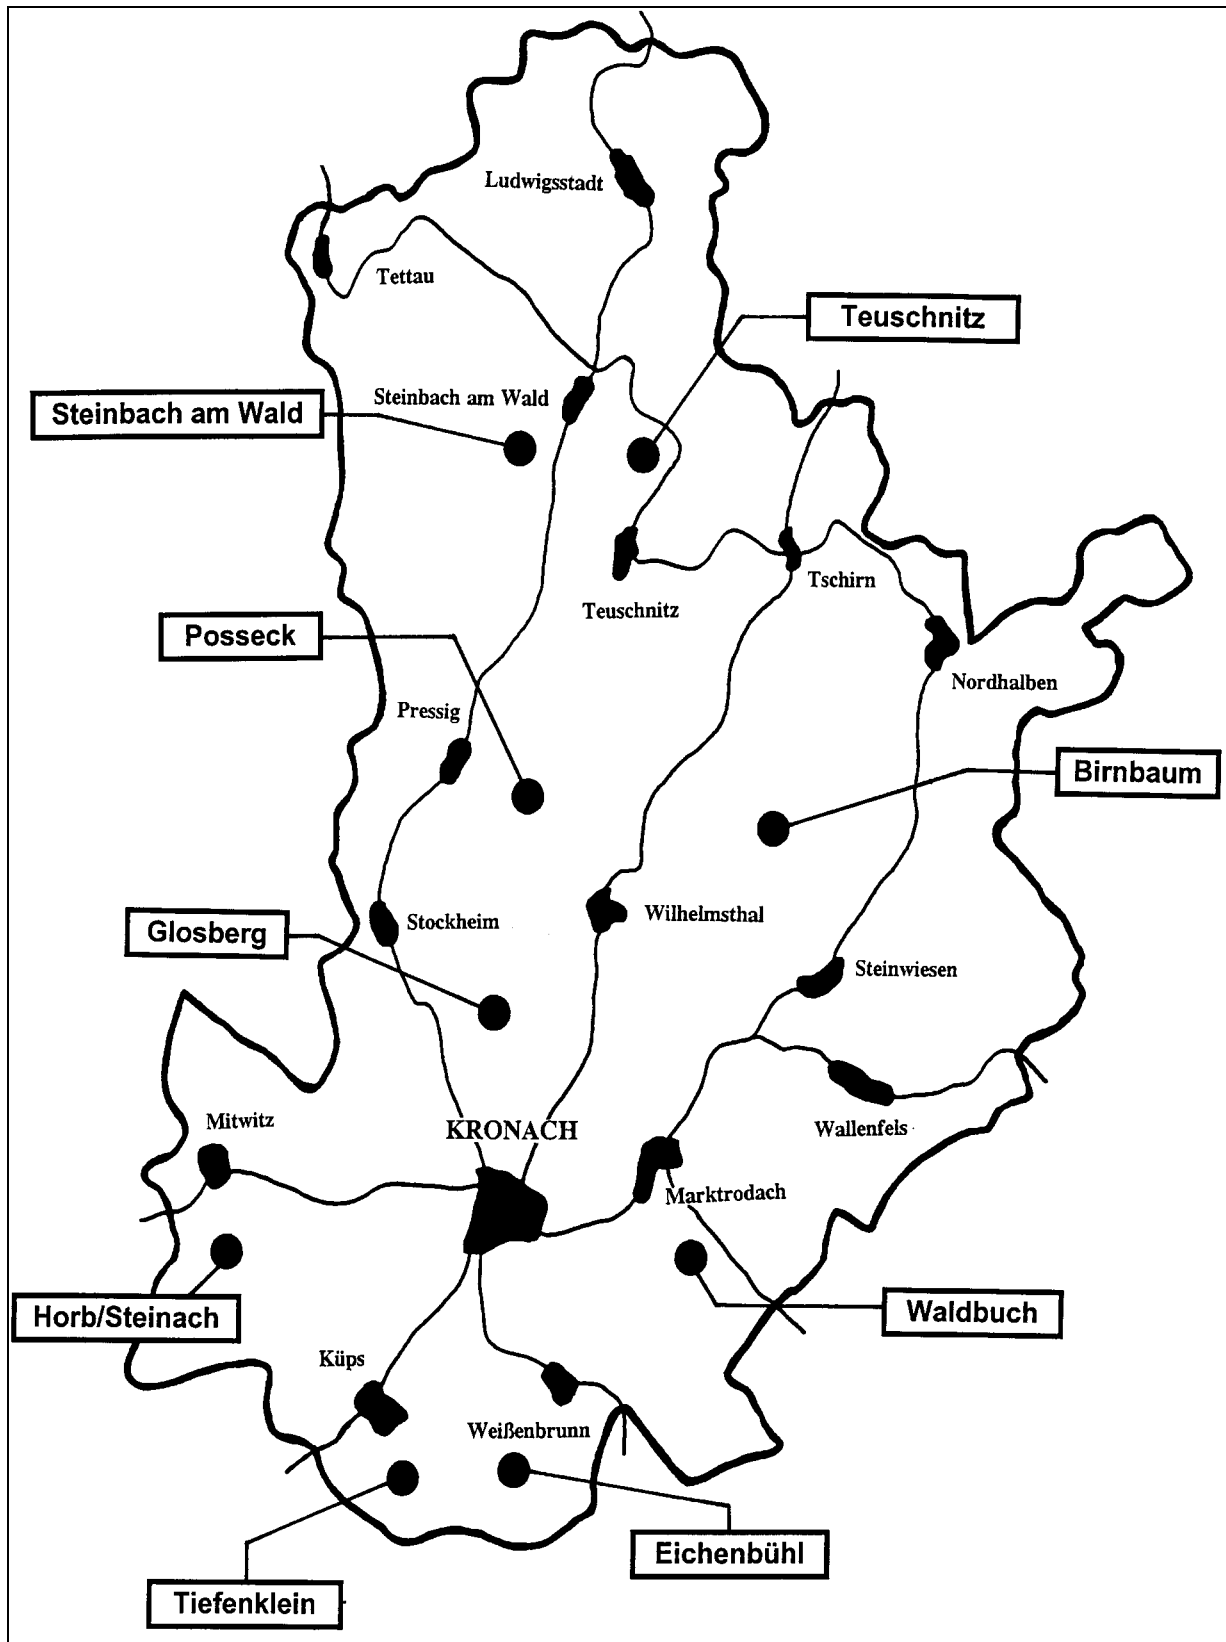 Ludwigsstadt
Tettau
Teuschnitz
Steinbach am Wald
Steinbach am Wald
Tschirn
Teuschnitz
Posseck
Nordhalben
Pressig
Birnbaum
Stockheim
Wilhelmsthal
Glosberg
Steinwiesen
Mitwitz
KRONACH
Wallenfels
Marktrodach
Horb/Steinach
Waldbuch
Küps
Weißenbrunn
Eichenbühl
Tiefenklein